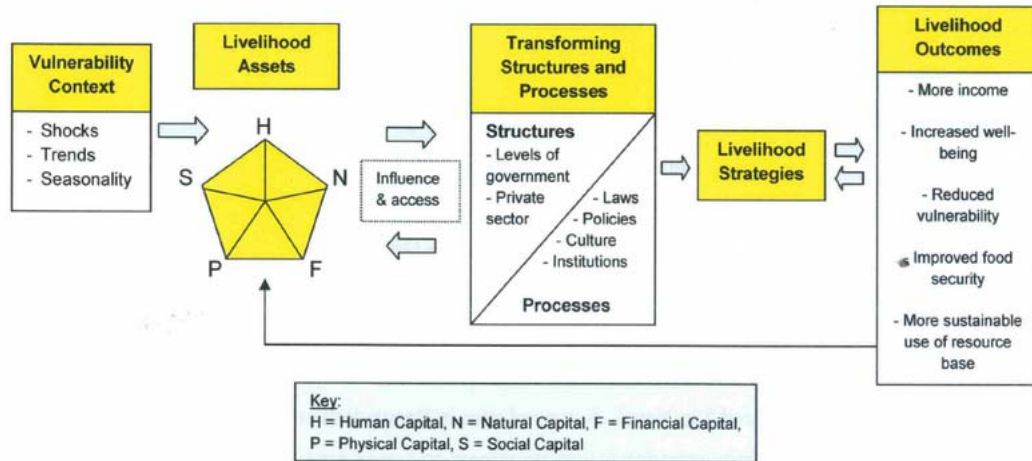 Vulnerability
Context
- Shocks
- Trends
- Seasonality
Livelihood
Assets
H
S
N
P
F
Influence
& access
Transforming
Structures and
Processes
Structures
- Levels of
government
- Private
sector
- Laws
- Policies
- Culture
- Institutions
Processes
Livelihood
Strategies
Livelihood
Outcomes
- More income
- Increased well-
being
- Reduced
vulnerability
- Improved food
security
- More sustainable
use of resource
base
Key:
H = Human Capital, N = Natural Capital, F = Financial Capital,
P = Physical Capital, S = Social Capital